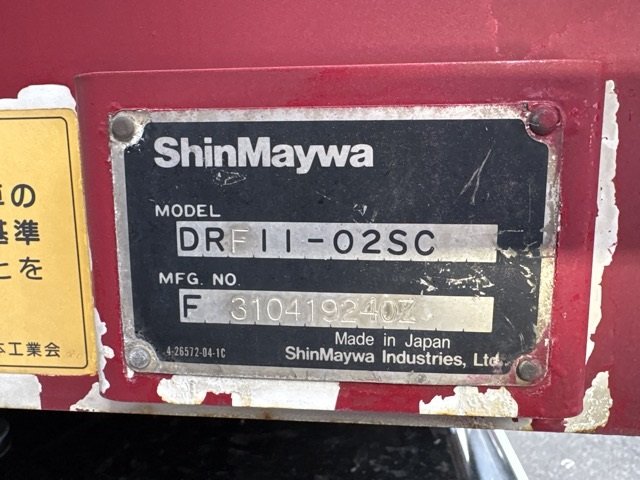 ShinMaywa
MODEL
DRF11-02SC
MFG. NO.
F 310419240Z
Made in Japan
4-26572-04-1C
ShinMaywa Industries, Ltd.
の
基準
とを
本工業会